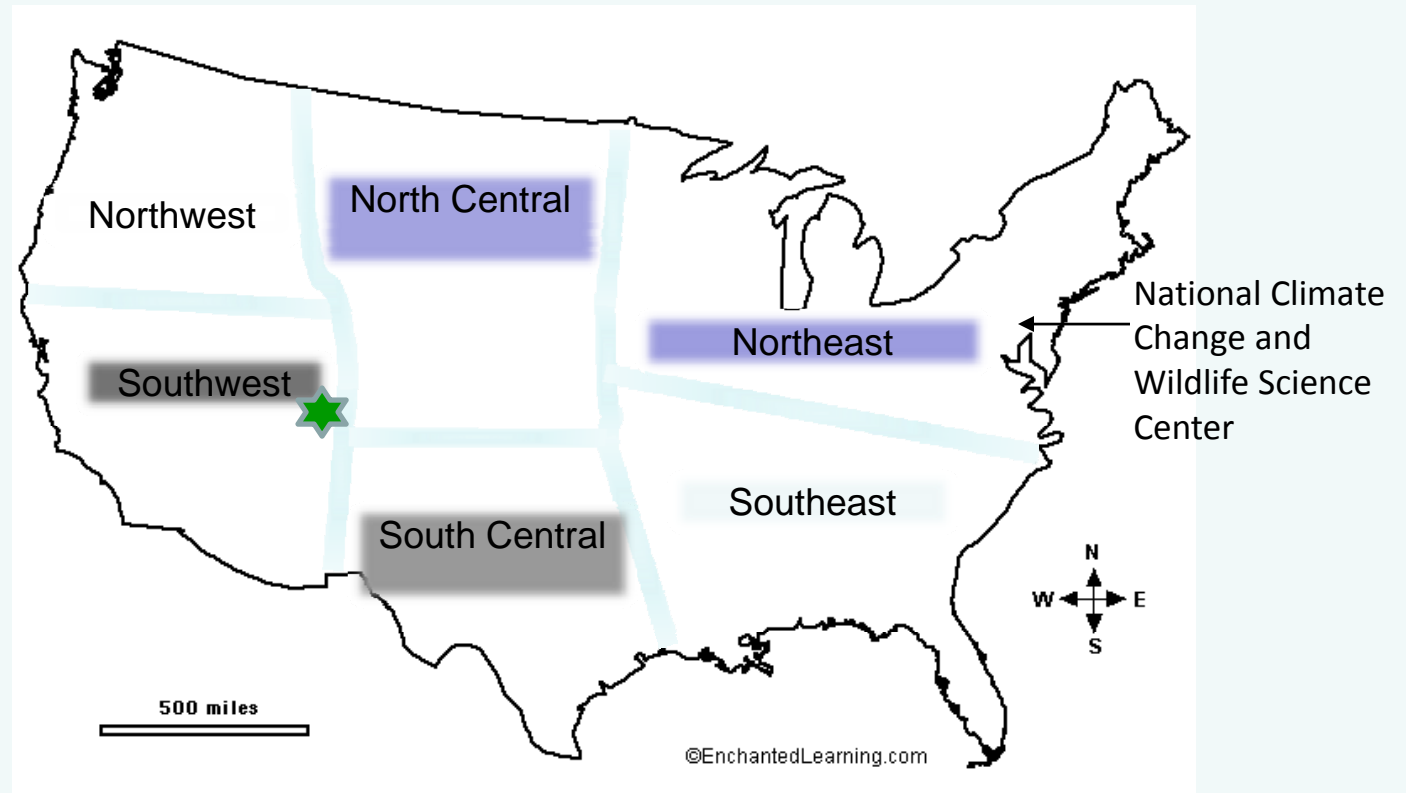 Northwest
North Central
National Climate
Change and
Wildlife Science
Center
Northeast
Southwest
Southeast
South Central
N
W E
S
500 miles
©EnchantedLearning.com